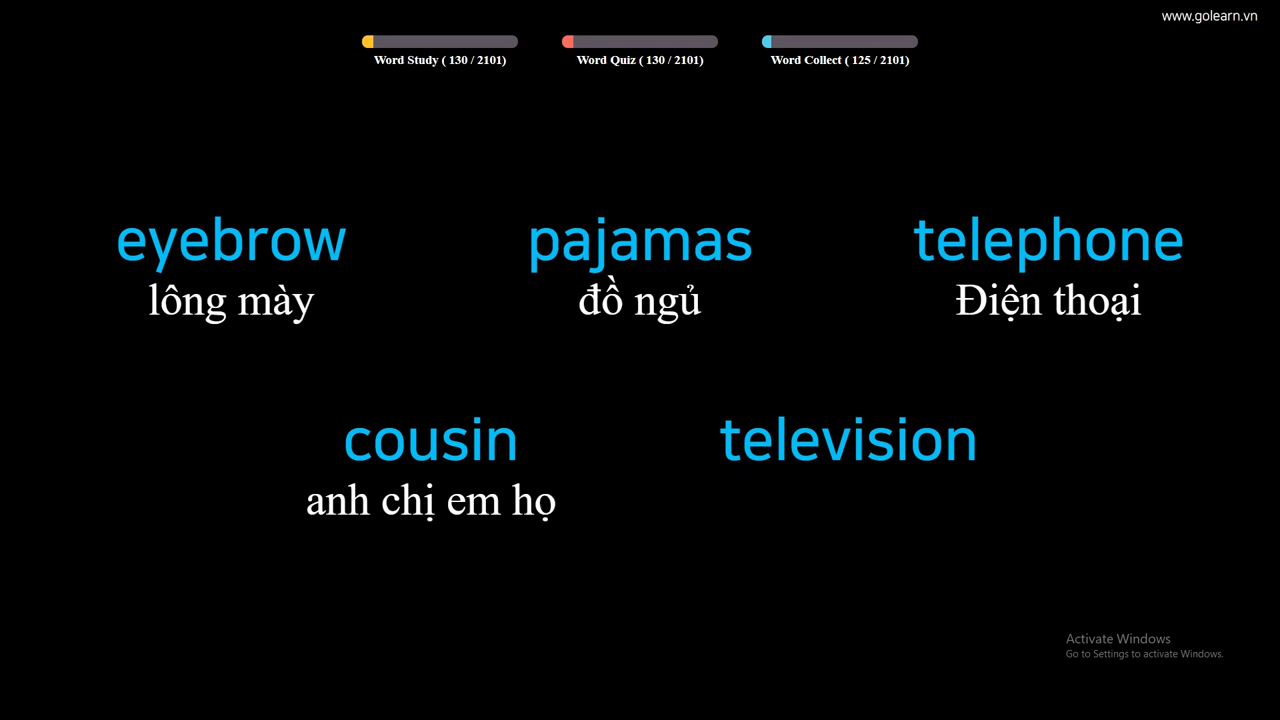 www.golearn.vn
Word Study ( 130 / 2101) Word Quiz ( 130 / 2101) Word Collect ( 125 / 2101)
eyebrow pajamas telephone
lông mày đồ ngủ Điện thoại
cousin television
anh chị em họ
Activate Windows
Go to Settings to activate Windows.